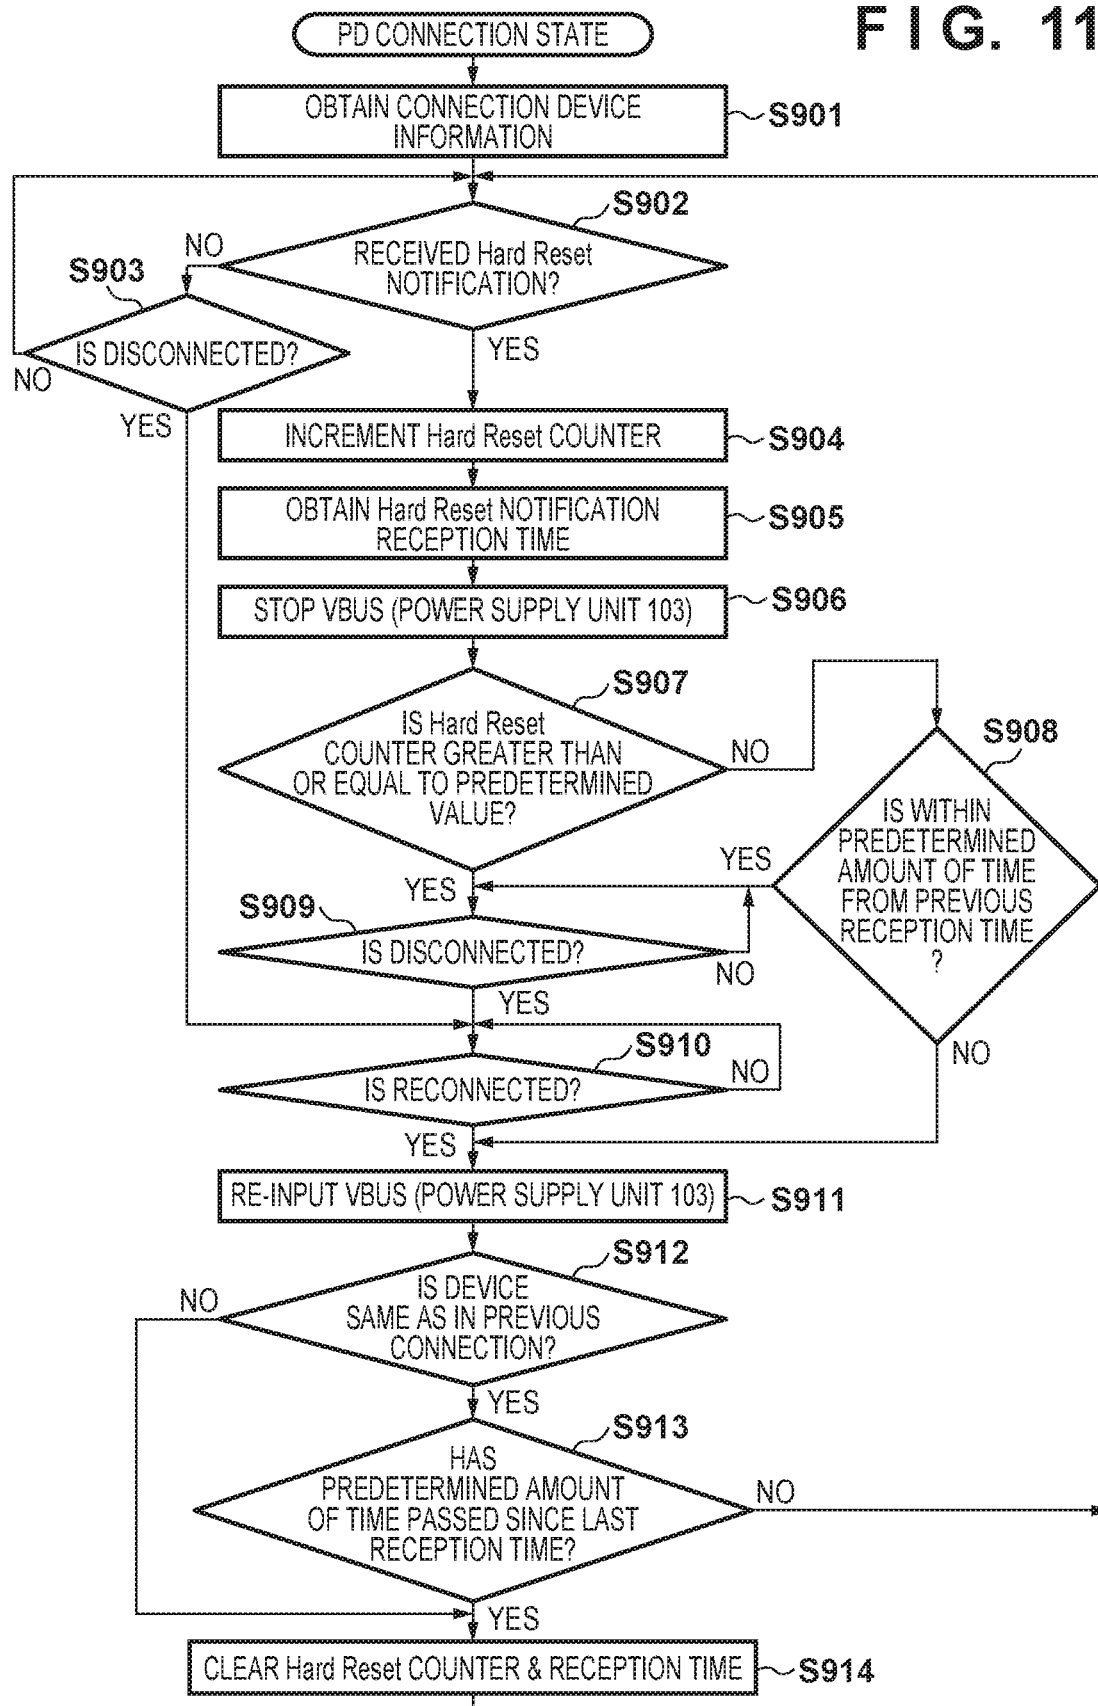 FIG. 11
PD CONNECTION STATE
OBTAIN CONNECTION DEVICE
INFORMATION
S901
S902
RECEIVED Hard Reset
NOTIFICATION?
NO
YES
S903
IS DISCONNECTED?
NO
YES
INCREMENT Hard Reset COUNTER
S904
OBTAIN Hard Reset NOTIFICATION
RECEPTION TIME
S905
STOP VBUS (POWER SUPPLY UNIT 103)
S906
S907
IS Hard Reset
COUNTER GREATER THAN
OR EQUAL TO PREDETERMINED
VALUE?
NO
YES
S908
IS WITHIN
PREDETERMINED
AMOUNT OF TIME
FROM PREVIOUS
RECEPTION TIME
?
YES
NO
S909
IS DISCONNECTED?
NO
YES
S910
IS RECONNECTED?
NO
YES
RE-INPUT VBUS (POWER SUPPLY UNIT 103)
S911
S912
IS DEVICE
SAME AS IN PREVIOUS
CONNECTION?
NO
YES
S913
HAS
PREDETERMINED AMOUNT
OF TIME PASSED SINCE LAST
RECEPTION TIME?
NO
YES
CLEAR Hard Reset COUNTER & RECEPTION TIME
S914